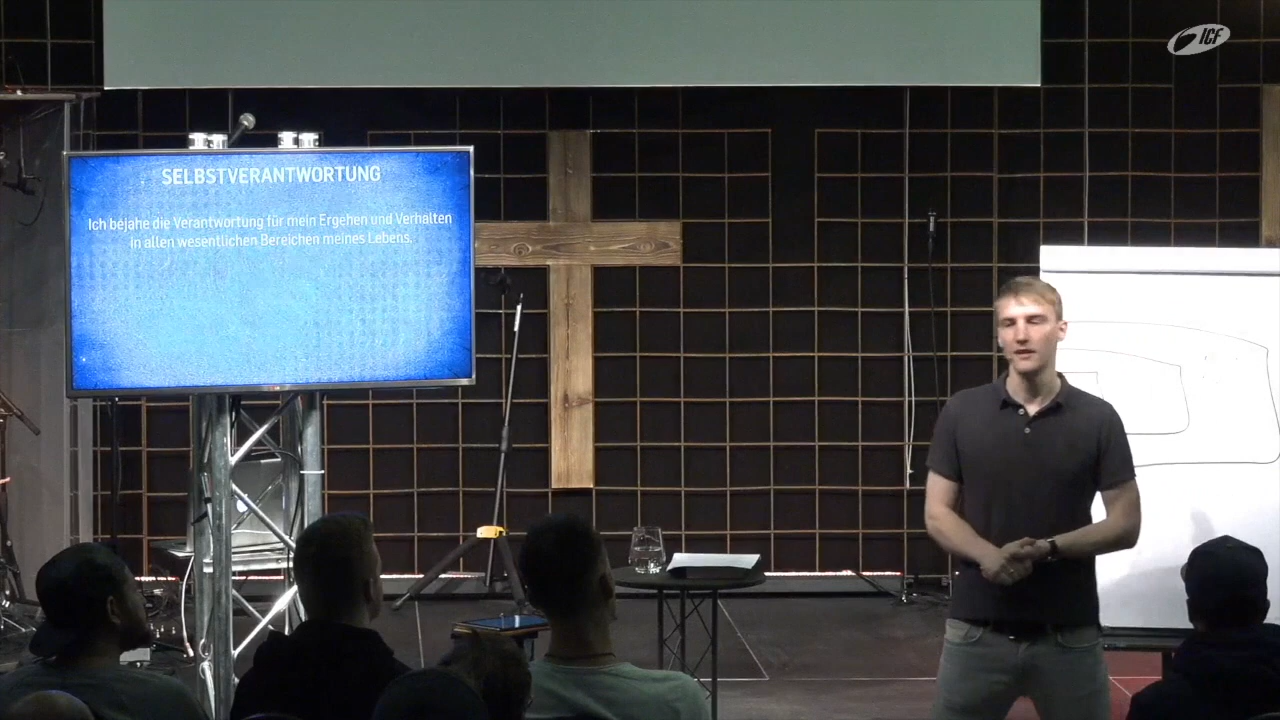 ICF
SELBSTVERANTWORTUNG
Ich bejahe die Verantwortung für mein Ergehen und Verhalten
in allen wesentlichen Bereichen meines Lebens.